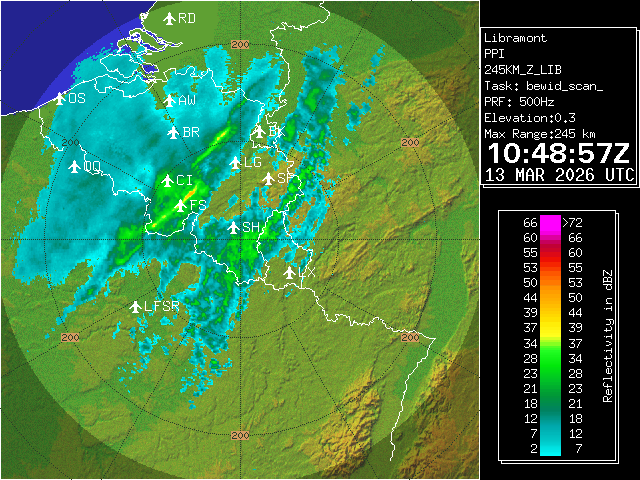 Libramont
PPI
245KM_Z_LIB
Task: bewid_scan_
PRF: 500Hz
Elevation:0.3
Max Range:245 km
10:48:57Z
13 MAR 2026 UTC
RD
200
OS
AW
BR
BK
200
200
OO
LG
CI
SP
FS
SH
LX
LFSR
200
200
200
66 >72
60 66
55 60
53 55
50 53
44 50
39 44
37 39
34 37
28 34
23 28
21 23
18 21
12 18
7 12
2 7
Reflectivity in dBZ